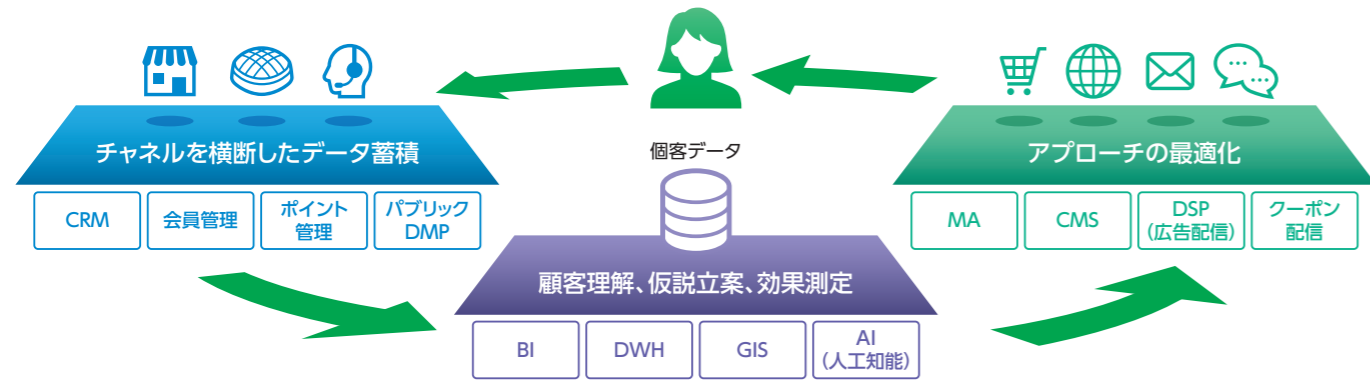 チャネルを横断したデータ蓄積
CRM
会員管理
ポイント
管理
パブリック
DMP
個客データ
顧客理解、仮説立案、効果測定
BI
DWH
GIS
AI
(人工知能)
アプローチの最適化
MA
CMS
DSP
(広告配信)
クーポン
配信